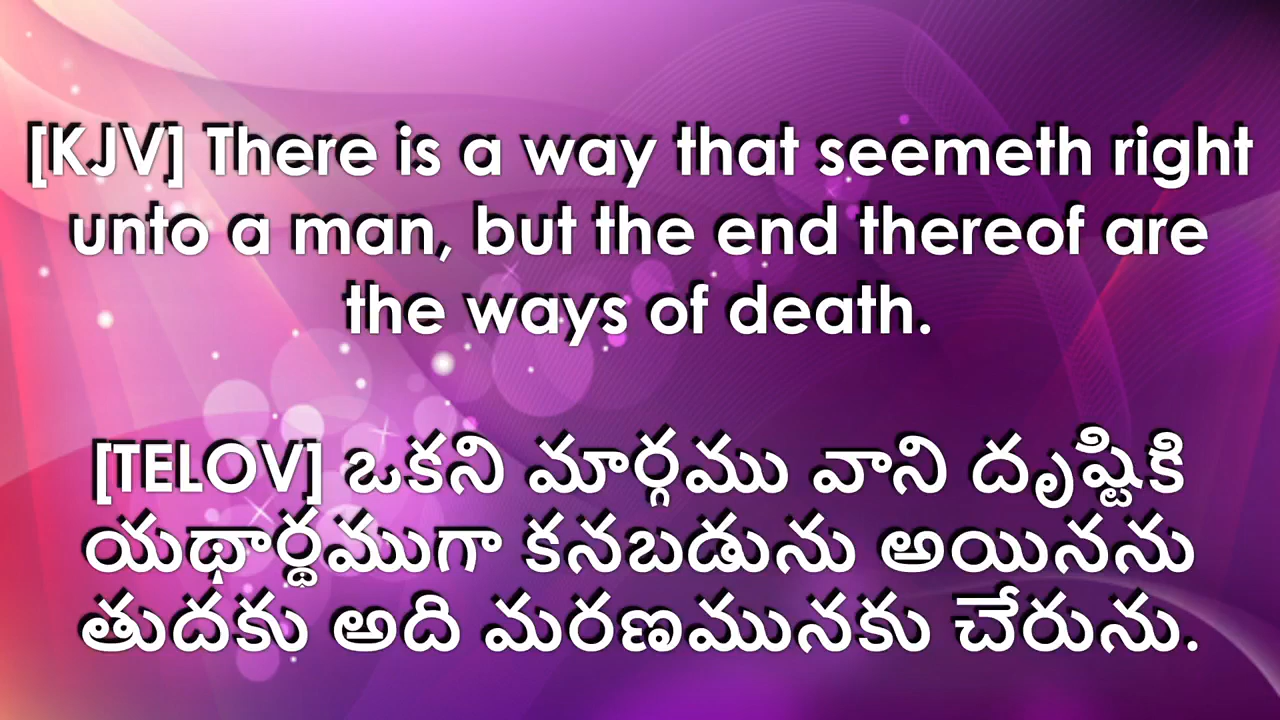 [KJV] There is a way that seemeth right
unto a man, but the end thereof are
the ways of death.
[TELOV] ఒకని మార్గము వాని దృష్టికి
యథార్థముగా కనబడును అయినను
తుదకు అది మరణమునకు చేరును.